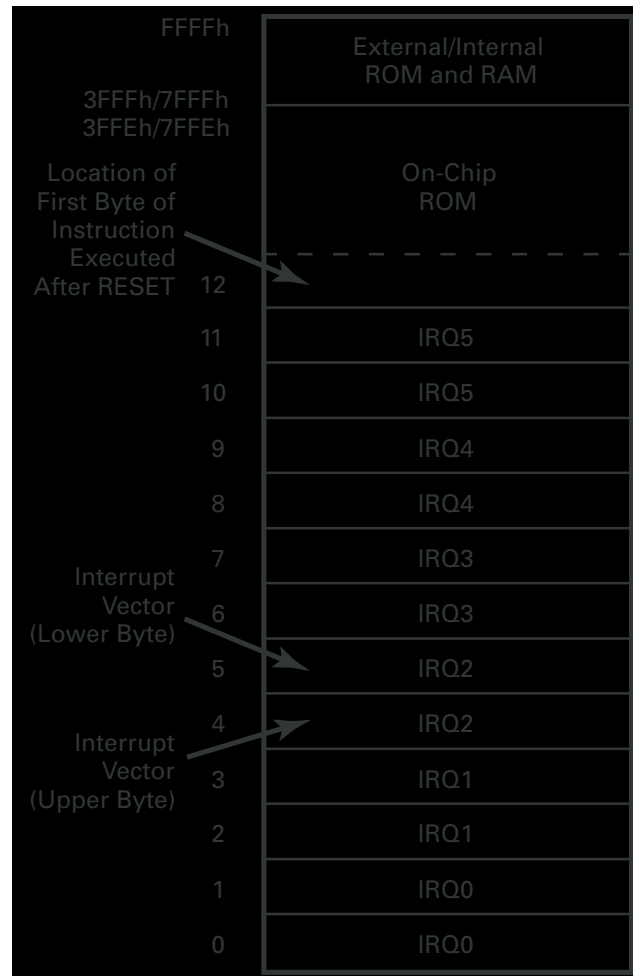 FFFFh
External/Internal
ROM and RAM
3FFFh/7FFFh
3FFEh/7FFEh
Location of
First Byte of
Instruction
Executed
After RESET
On-Chip
ROM
12
11 IRQ5
10 IRQ5
9 IRQ4
8 IRQ4
7 IRQ3
Interrupt
Vector
(Lower Byte)
6 IRQ3
5 IRQ2
4 IRQ2
Interrupt
Vector
(Upper Byte)
3 IRQ1
2 IRQ1
1 IRQ0
0 IRQ0